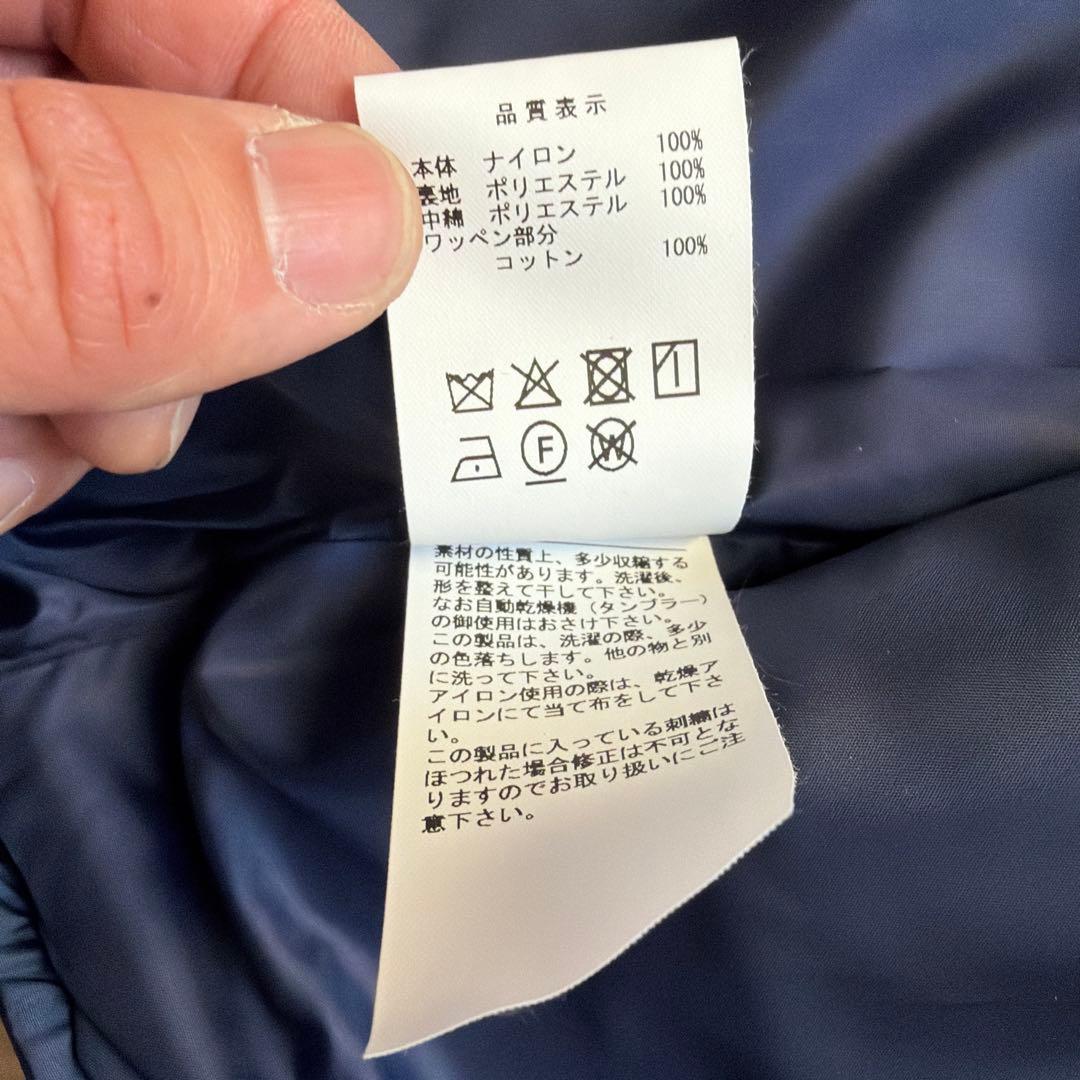 品質表示
本体 ナイロン 100%
裏地 ポリエステル 100%
中綿 ポリエステル 100%
ワッペン部分
コットン 100%
F
W
素材の性質上、多少収縮する
可能性があります。洗濯後、
形を整えて干して下さい。
なお自動乾燥機(タンブラー)
の御使用はおさけ下さい。
この製品は、洗濯の際、多少
の色落ちします。他の物と別
に洗って下さい。
アイロン使用の際は、乾燥ア
イロンにて当て布をして下さ
い。
この製品に入っている刺繍は
ほつれた場合修正は不可とな
りますのでお取り扱いにご注
意下さい。